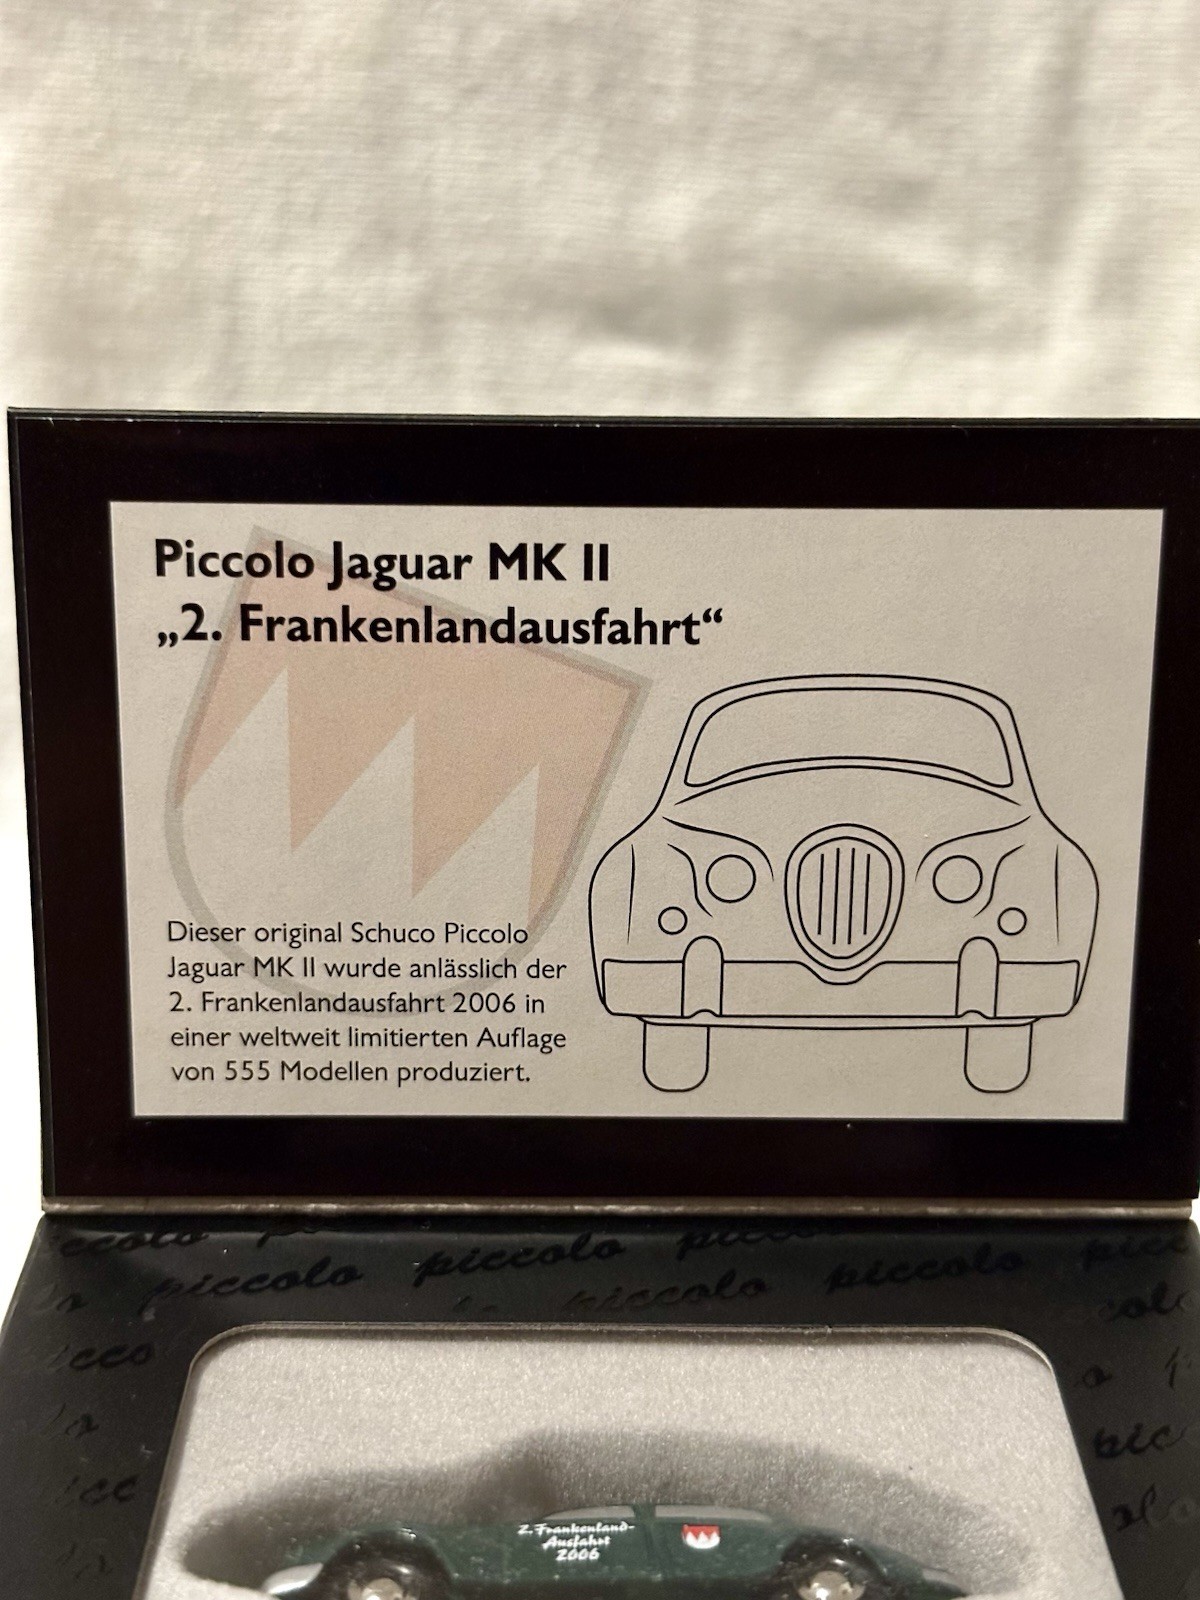 Piccolo Jaguar MK II
„2. Frankenlandausfahrt“
Dieser original Schuco Piccolo
Jaguar MK II wurde anlässlich der
2. Frankenlandausfahrt 2006 in
einer weltweit limitierten Auflage
von 555 Modellen produziert.
piccolo piccolo
piccolo piccolo
2. Frankenland-
Ausfahrt
2006